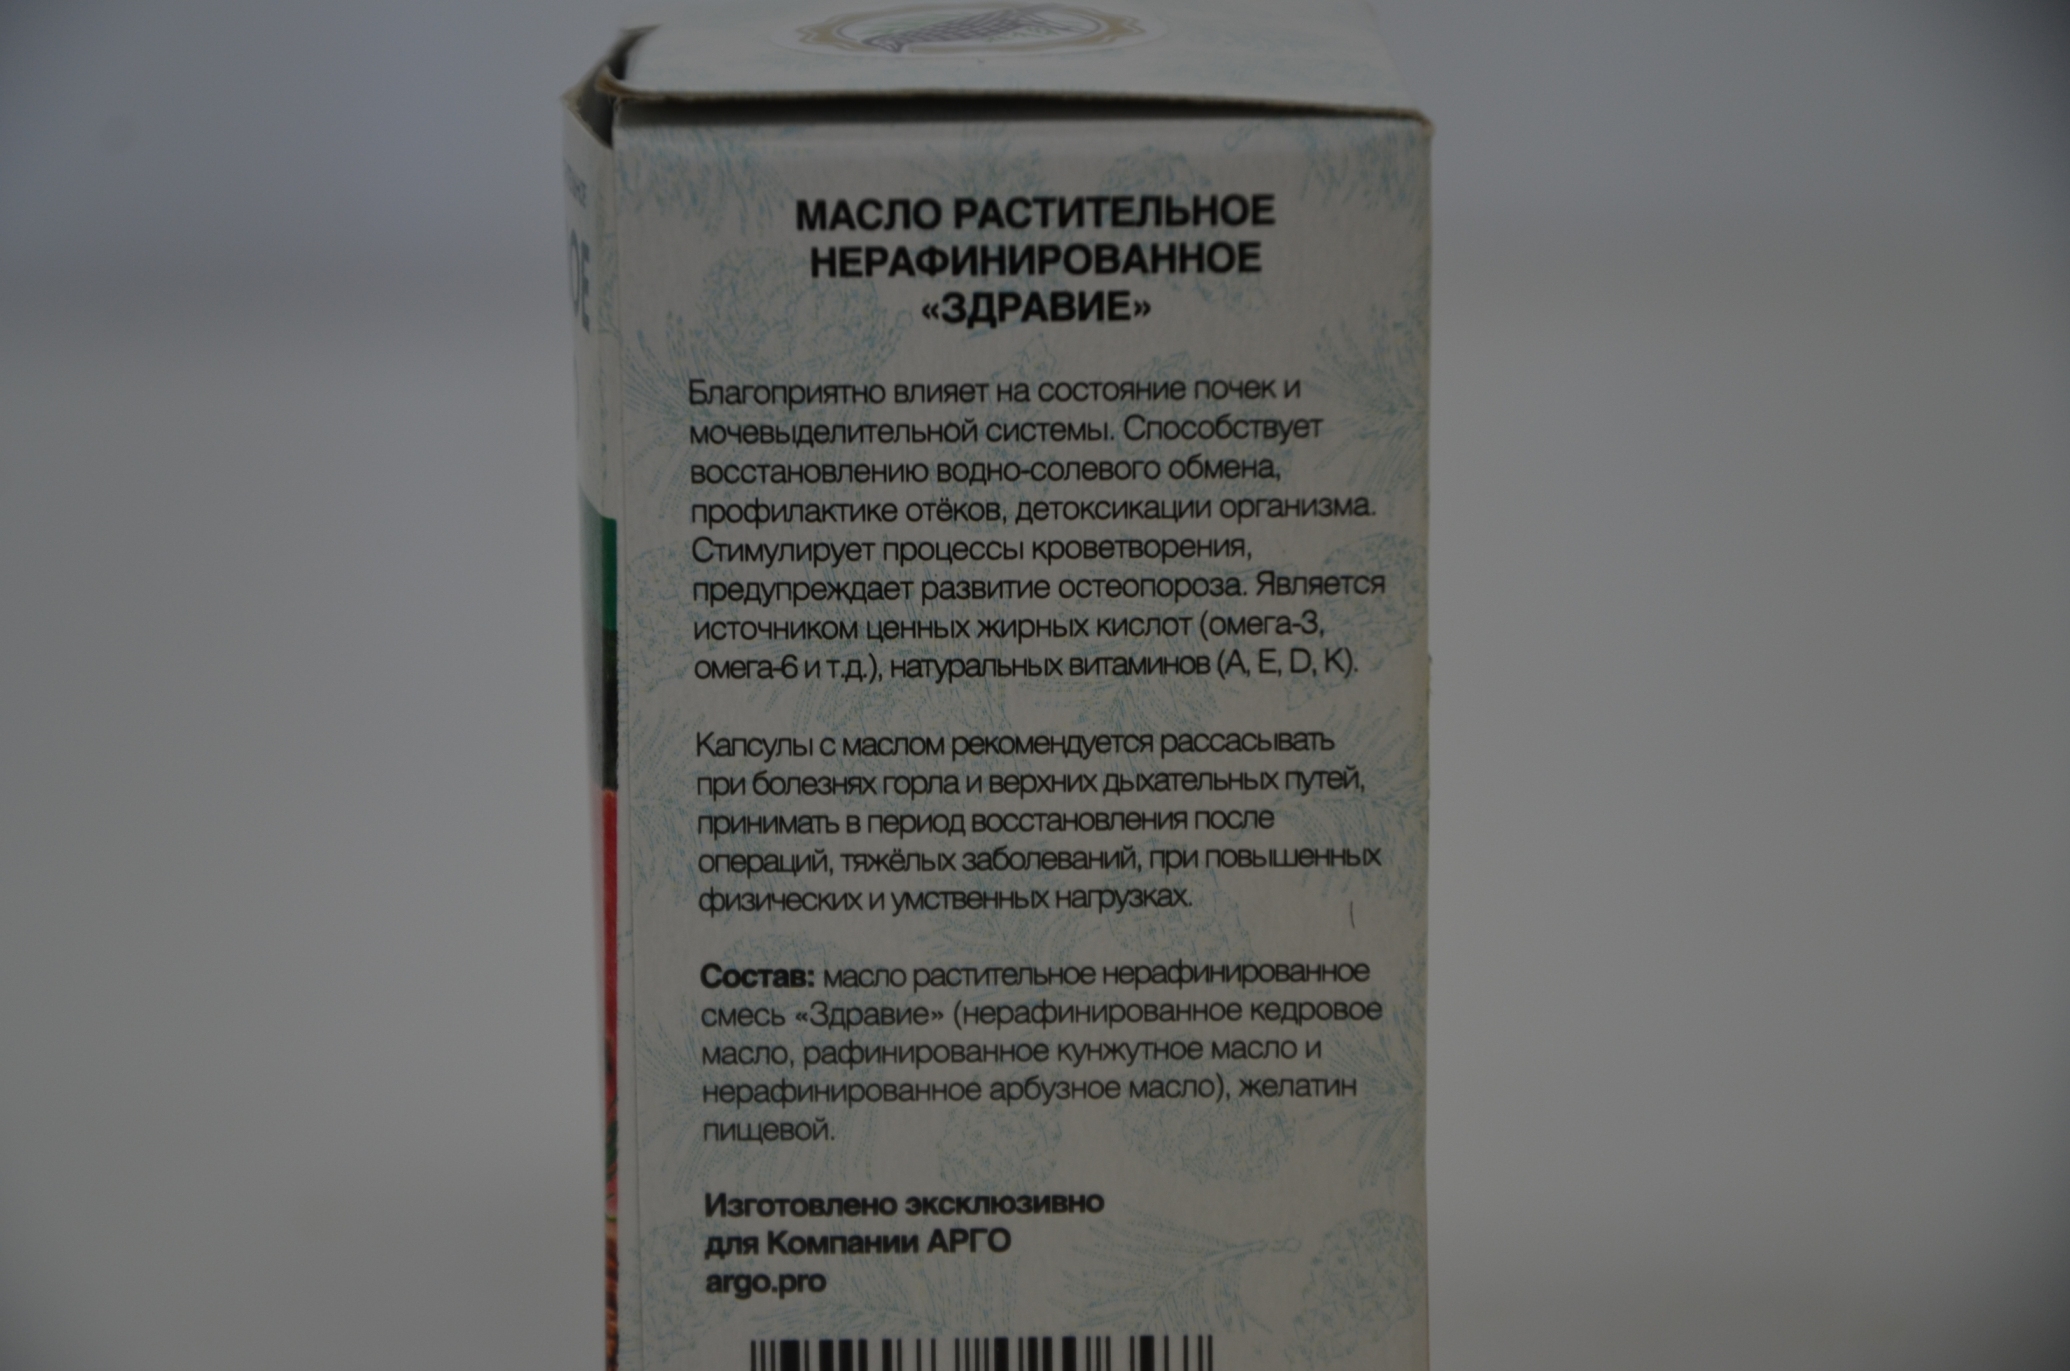 МАСЛО РАСТИТЕЛЬНОЕ
НЕРАФИНИРОВАННОЕ
«ЗДРАВИЕ»
Благоприятно влияет на состояние почек и
мочевыделительной системы. Способствует
восстановлению водно-солевого обмена,
профилактике отёков, детоксикации организма.
Стимулирует процессы кроветворения,
предупреждает развитие остеопороза. Является
источником ценных жирных кислот (омега-3,
омега-6 и т.д.), натуральных витаминов (A, E, D, K).
Капсулы с маслом рекомендуется рассасывать
при болезнях горла и верхних дыхательных путей,
принимать в период восстановления после
операций, тяжёлых заболеваний, при повышенных
физических и умственных нагрузках.
Состав: масло растительное нерафинированное
смесь «Здравие» (нерафинированное кедровое
масло, рафинированное кунжутное масло и
нерафинированное арбузное масло), желатин
пищевой.
Изготовлено эксклюзивно
для Компании АРГО
argo.pro